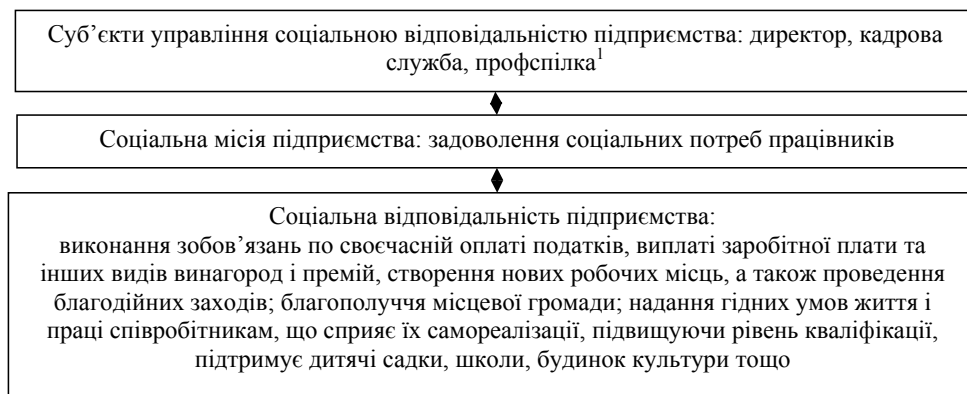 Суб’єкти управління соціальною відповідальністю підприємства: директор, кадрова
служба, профспілка¹
Соціальна місія підприємства: задоволення соціальних потреб працівників
Соціальна відповідальність підприємства:
виконання зобов’язань по своєчасній оплаті податків, виплаті заробітної плати та
інших видів винагород і премій, створення нових робочих місць, а також проведення
благодійних заходів; благополуччя місцевої громади; надання гідних умов життя і
праці співробітникам, що сприяє їх самореалізації, підвищуючи рівень кваліфікації,
підтримує дитячі садки, школи, будинок культури тощо